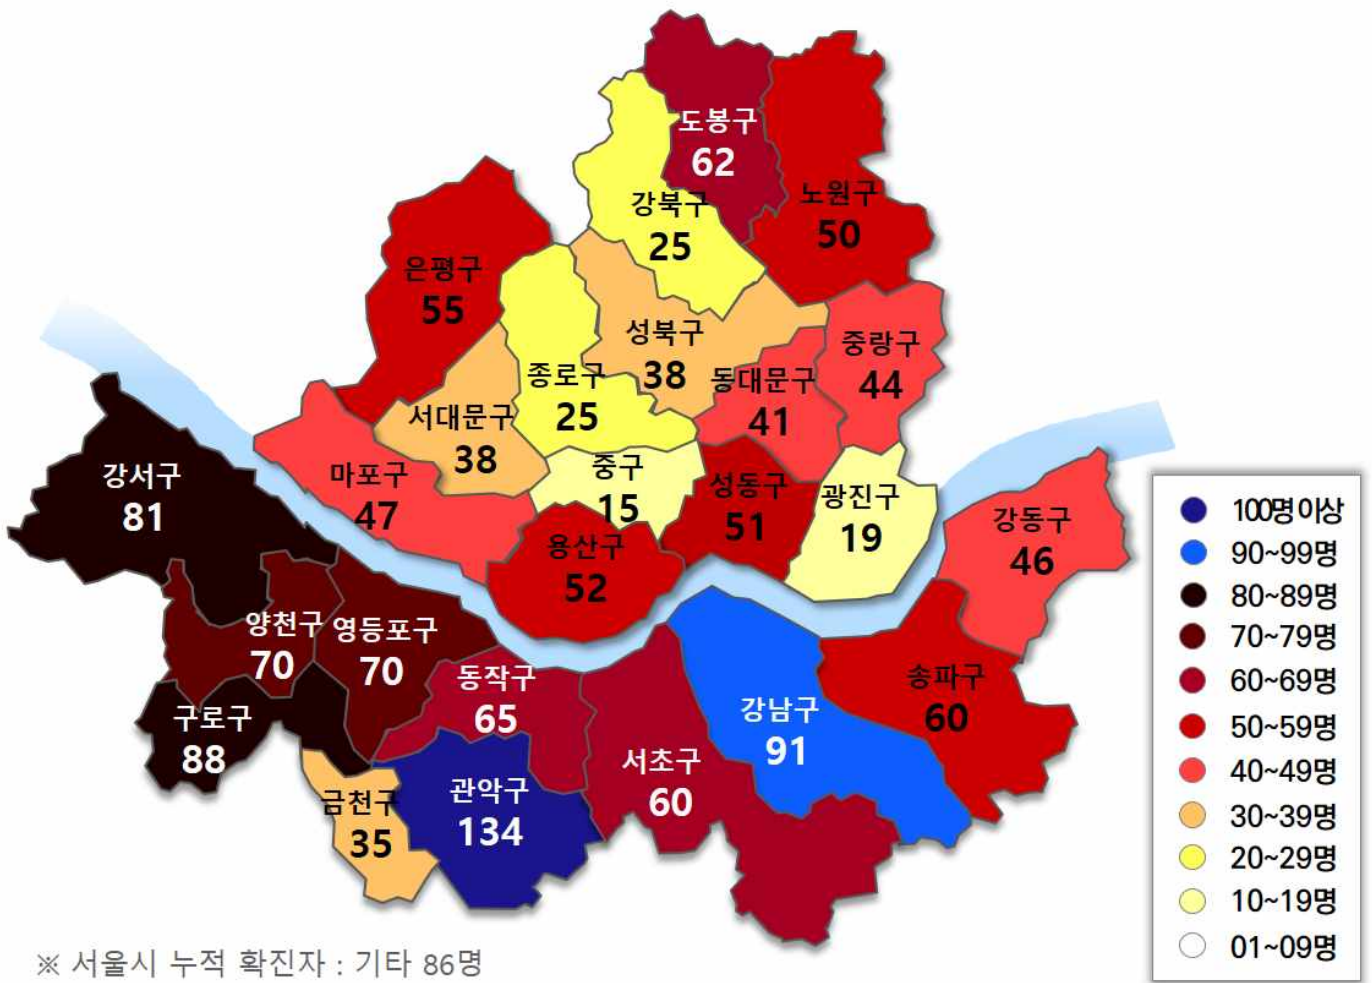 도봉구
62
노원구
50
강북구
25
은평구
55
성북구
38
중랑구
44
종로구
25
동대문구
41
서대문구
38
강서구
81
마포구
47
중구
15
성동구
51
광진구
19
강동구
46
용산구
52
양천구
70
영등포구
70
동작구
65
송파구
60
구로구
88
강남구
91
서초구
60
금천구
35
관악구
134
100명 이상
90~99명
80~89명
70~79명
60~69명
50~59명
40~49명
30~39명
20~29명
10~19명
01~09명
※ 서울시 누적 확진자 : 기타 86명